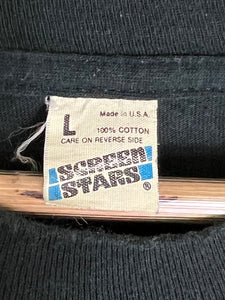 L
Made in U.S.A.
100% COTTON
CARE ON REVERSE SIDE
SCREEN
STARS
®